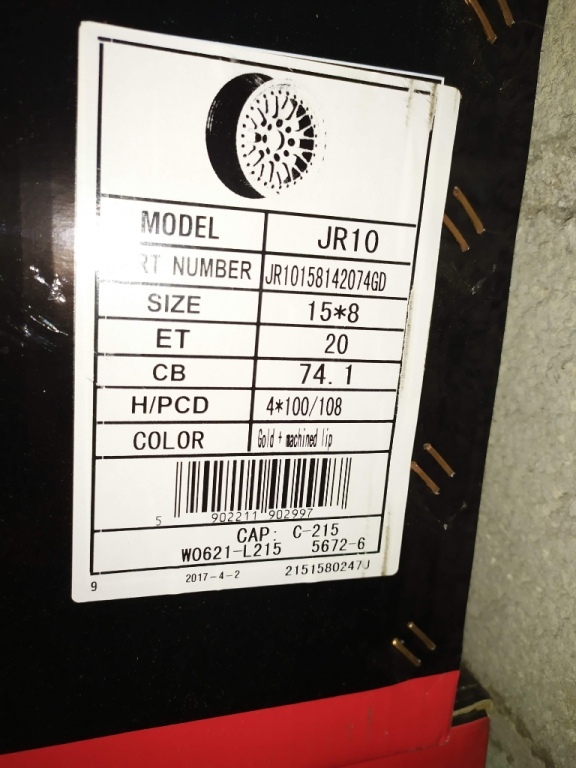 MODEL JR10
RT NUMBER JR10158142074GD
SIZE 15*8
ET 20
CB 74.1
H/PCD 4*100/108
COLOR Gold + machined lip
5 902211 902997
CAP: C-215
W0621-L215 5672-6
9 2017-4-2 2151580247J